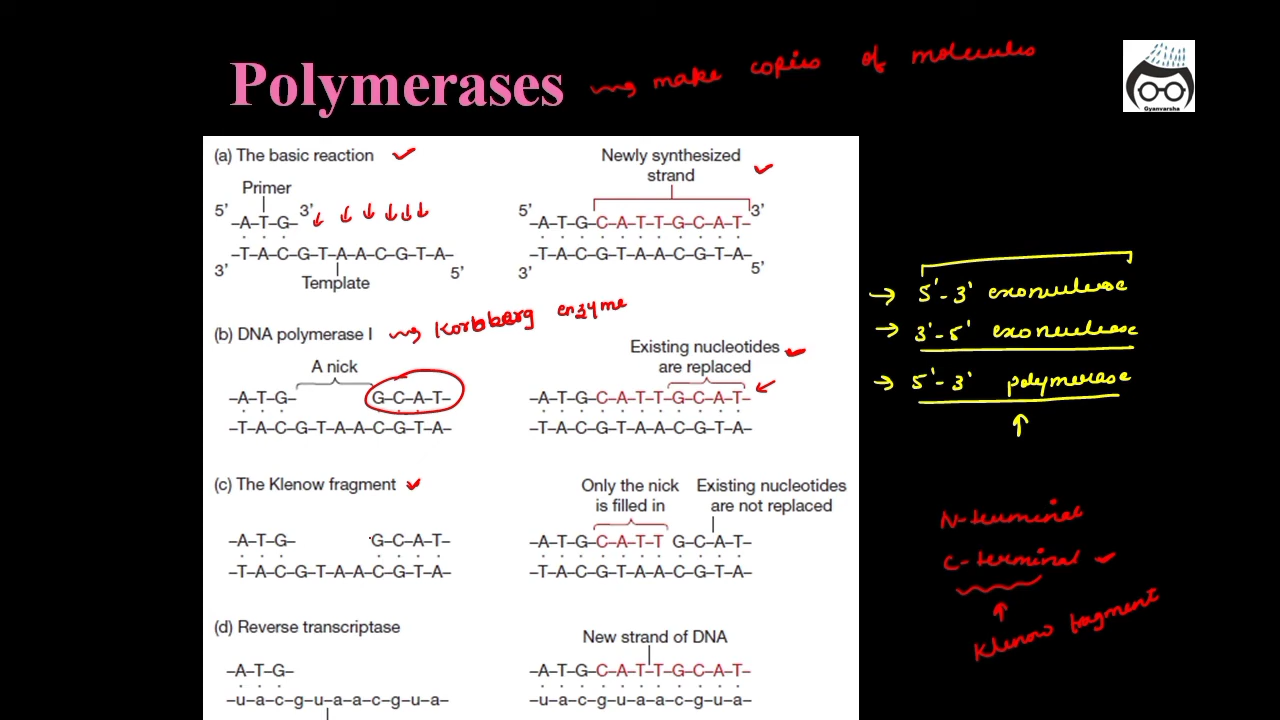 Polymerases
make copies of molecules
Gyanvarsha
(a) The basic reaction
Primer
5’ 3’
–A–T–G–
–T–A–C–G–T–A–A–C–G–T–A–
3’ 5’
Template
Newly synthesized
strand
5’ 3’
–A–T–G–C–A–T–T–G–C–A–T–
–T–A–C–G–T–A–A–C–G–T–A–
3’ 5’
(b) DNA polymerase I
Kornberg enzyme
A nick
–A–T–G– G–C–A–T–
–T–A–C–G–T–A–A–C–G–T–A–
Existing nucleotides
are replaced
–A–T–G–C–A–T–T–G–C–A–T–
–T–A–C–G–T–A–A–C–G–T–A–
(c) The Klenow fragment
–A–T–G– G–C–A–T–
–T–A–C–G–T–A–A–C–G–T–A–
Only the nick
is filled in
Existing nucleotides
are not replaced
–A–T–G–C–A–T–T G–C–A–T–
–T–A–C–G–T–A–A–C–G–T–A–
(d) Reverse transcriptase
–A–T–G–
–u–a–c–g–u–a–a–c–g–u–a–
New strand of DNA
–A–T–G–C–A–T–T–G–C–A–T–
–u–a–c–g–u–a–a–c–g–u–a–
→ 5'-3' exonuclease
→ 3'-5' exonuclease
→ 5'-3' polymerase
N-terminal
C-terminal
Klenow fragment